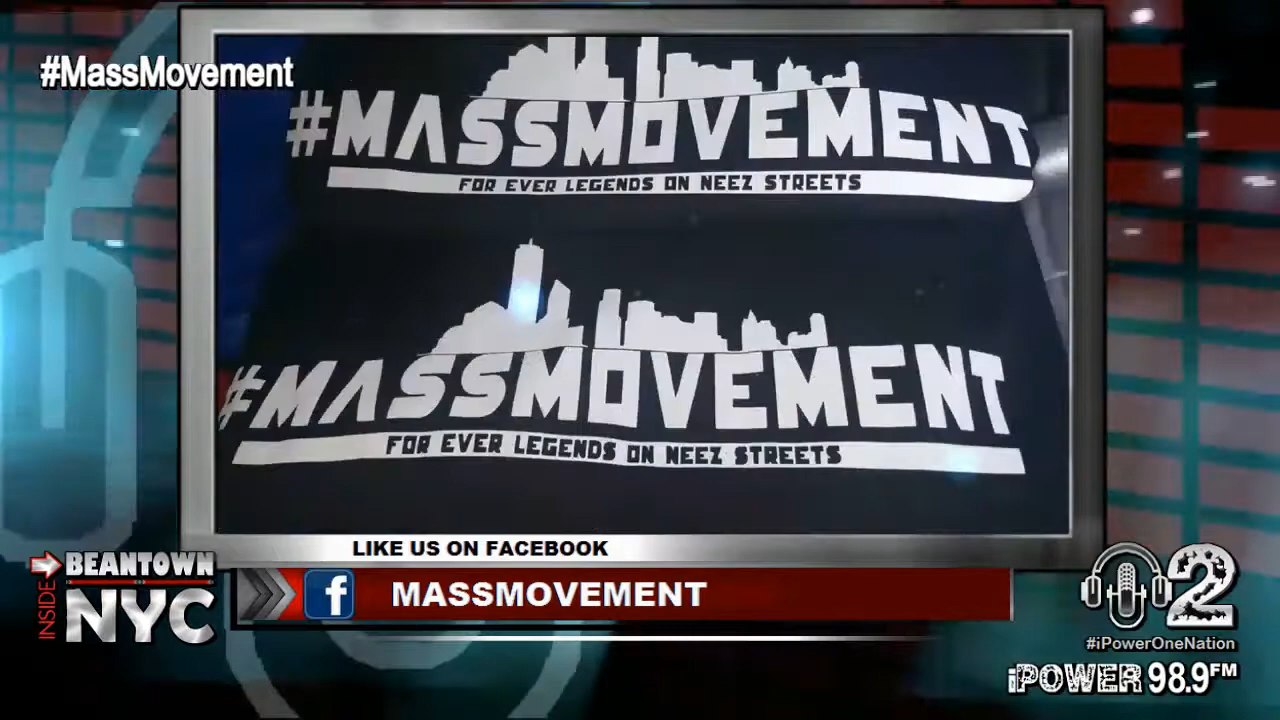 #MassMovement
#MASSMOVEMENT
FOR EVER LEGENDS ON NEEZ STREETS
#MASSMOVEMENT
FOR EVER LEGENDS ON NEEZ STREETS
LIKE US ON FACEBOOK
f MASSMOVEMENT
INSIDE
BEANTOWN
NYC
2
#iPowerOneNation
iPOWER 98.9FM